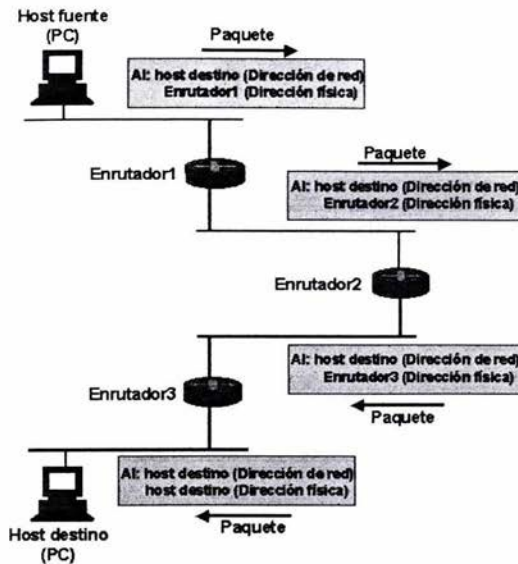 Host fuente
(PC)
Paquete
Al: host destino (Dirección de red)
Enrutador1 (Dirección física)
Enrutador1
Paquete
Al: host destino (Dirección de red)
Enrutador2 (Dirección física)
Enrutador2
Al: host destino (Dirección de red)
Enrutador3 (Dirección física)
Enrutador3
Paquete
Al: host destino (Dirección de red)
host destino (Dirección física)
Paquete
Host destino
(PC)